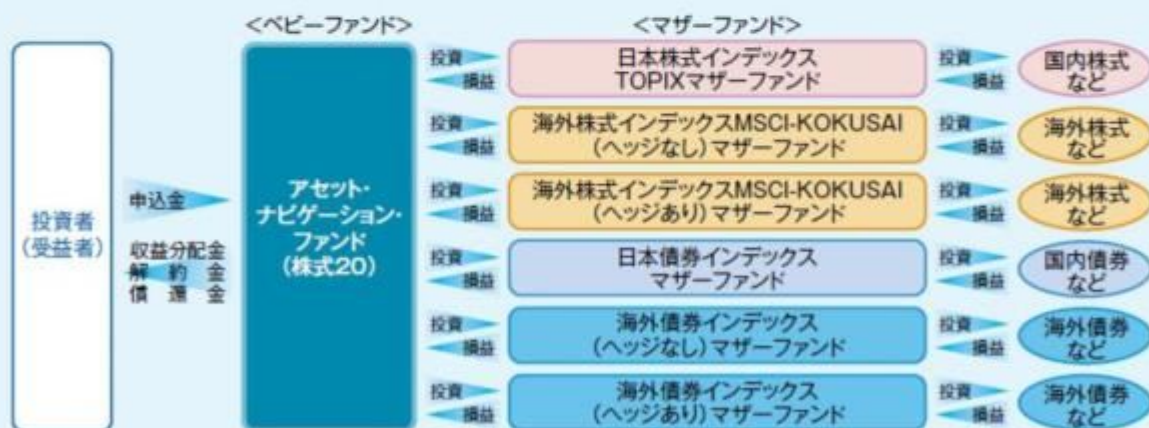 <ベビーファンド>
<マザーファンド>
投資者
(受益者)
申込金
収益分配金
解約金
償還金
アセット・
ナビゲーション・
ファンド
(株式20)
投資
損益
日本株式インデックス
TOPIXマザーファンド
投資
損益
国内株式
など
投資
損益
海外株式インデックスMSCI-KOKUSAI
(ヘッジなし)マザーファンド
投資
損益
海外株式
など
投資
損益
海外株式インデックスMSCI-KOKUSAI
(ヘッジあり)マザーファンド
投資
損益
海外株式
など
投資
損益
日本債券インデックス
マザーファンド
投資
損益
国内債券
など
投資
損益
海外債券インデックス
(ヘッジなし)マザーファンド
投資
損益
海外債券
など
投資
損益
海外債券インデックス
(ヘッジあり)マザーファンド
投資
損益
海外債券
など